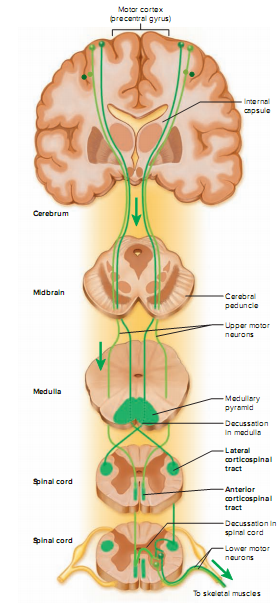 Motor cortex
(precentral gyrus)
Internal
capsule
Cerebrum
Midbrain
Cerebral
peduncle
Upper motor
neurons
Medulla
Medullary
pyramid
Decussation
in medulla
Lateral
corticospinal
tract
Spinal cord
Anterior
corticospinal
tract
Decussation in
spinal cord
Spinal cord
Lower motor
neurons
To skeletal muscles